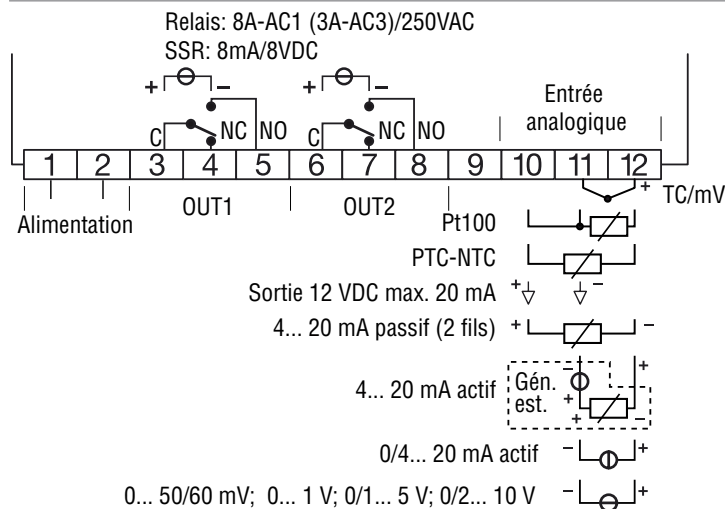 Relais: 8A-AC1 (3A-AC3)/250VAC
SSR: 8mA/8VDC
+ – + –
C NC NO C NC NO
Entrée
analogique
1 2 3 4 5 6 7 8 9 10 11 12
Alimentation OUT1 OUT2
+ TC/mV
Pt100
PTC-NTC
Sortie 12 VDC max. 20 mA + –
4... 20 mA passif (2 fils) + –
4... 20 mA actif
Gén.
est.
– +
+ + –
0/4... 20 mA actif – +
0... 50/60 mV; 0... 1 V; 0/1... 5 V; 0/2... 10 V – +